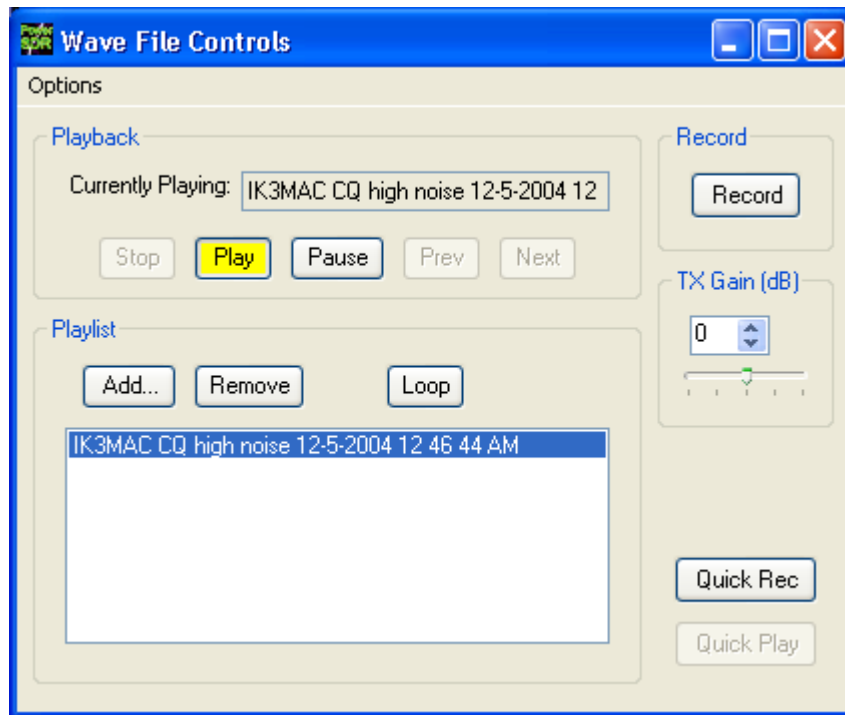 Power
SDR
Wave File Controls
Options
Playback
Currently Playing: IK3MAC CQ high noise 12-5-2004 12
Stop Play Pause Prev Next
Record
Record
TX Gain (dB)
0
Playlist
Add... Remove Loop
IK3MAC CQ high noise 12-5-2004 12 46 44 AM
Quick Rec
Quick Play